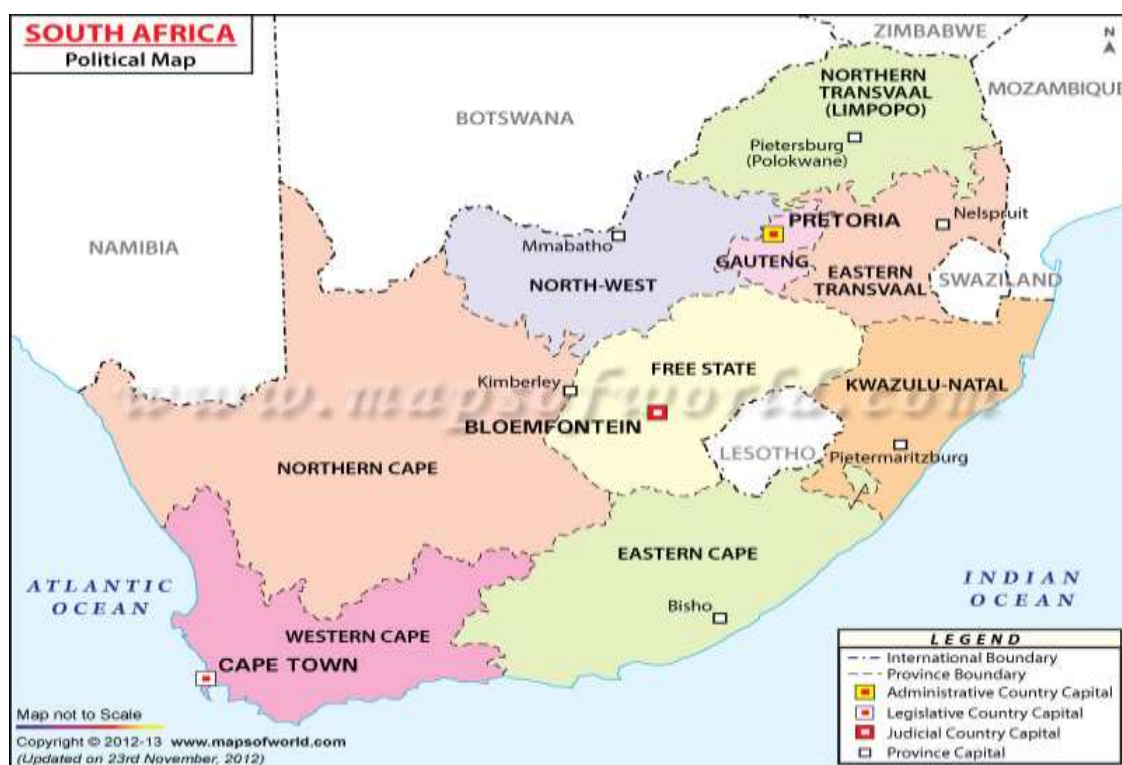 SOUTH AFRICA
Political Map
ZIMBABWE
N
NORTHERN
TRANSVAAL
(LIMPOPO)
MOZAMBIQUE
BOTSWANA
Pietersburg
(Polokwane)
NAMIBIA
Mmabatho
PRETORIA
Nelspruit
GAUTENG
NORTH-WEST
EASTERN
TRANSVAAL
SWAZILAND
FREE STATE
Kimberley
KWAZULU-NATAL
www.mapsofworld.com
BLOEMFONTEIN
LESOTHO
Pietermaritzburg
NORTHERN CAPE
EASTERN CAPE
ATLANTIC
OCEAN
INDIAN
OCEAN
Bisho
WESTERN CAPE
CAPE TOWN
LEGEND
International Boundary
Province Boundary
Administrative Country Capital
Legislative Country Capital
Judicial Country Capital
Province Capital
Map not to Scale
Copyright © 2012-13 www.mapsofworld.com
(Updated on 23rd November, 2012)